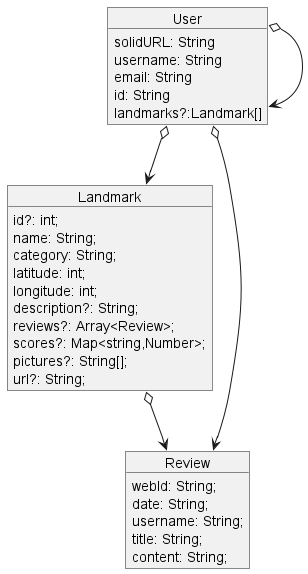 User
solidURL: String
username: String
email: String
id: String
landmarks?:Landmark[]
Landmark
id?: int;
name: String;
category: String;
latitude: int;
longitude: int;
description?: String;
reviews?: Array<Review>;
scores?: Map<string,Number>;
pictures?: String[];
url?: String;
Review
webId: String;
date: String;
username: String;
title: String;
content: String;